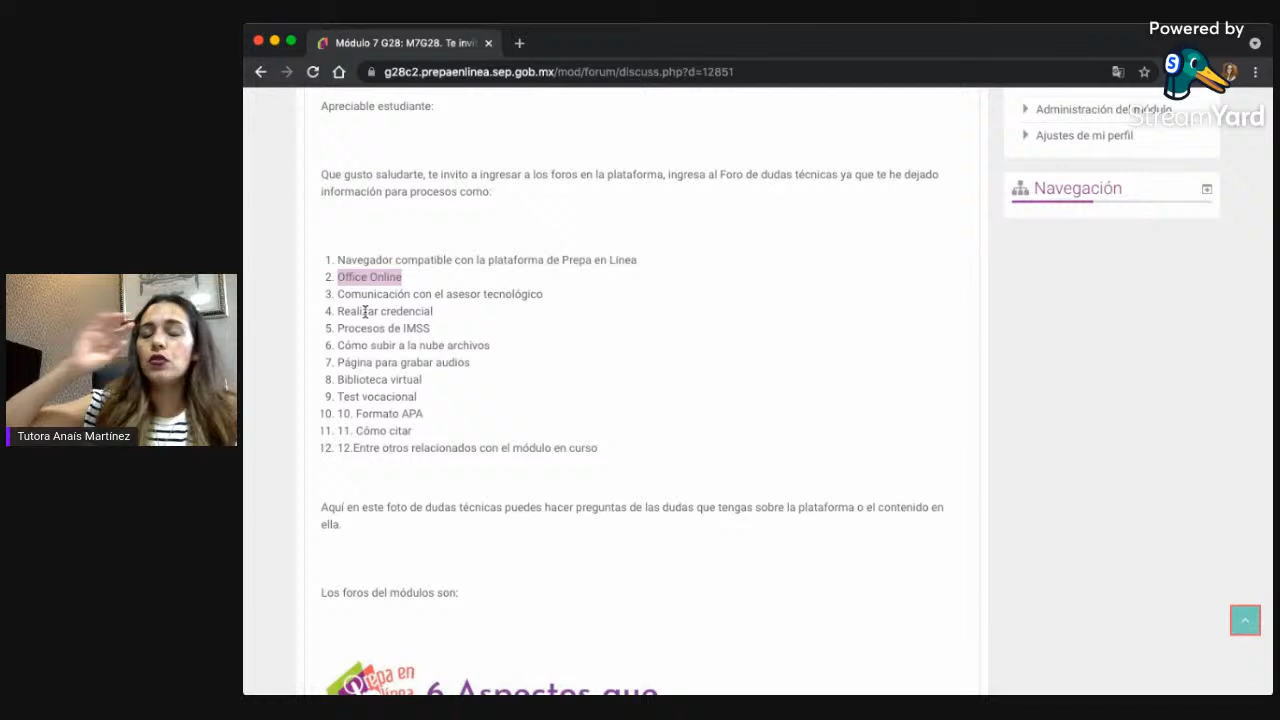 Powered by
StreamYard
Módulo 7 G28: M7G28. Te invi
g28c2.prepaenlinea.sep.gob.mx/mod/forum/discuss.php?d=12851
Apreciable estudiante:
Administración del módulo
Ajustes de mi perfil
Que gusto saludarte, te invito a ingresar a los foros en la plataforma, ingresa al Foro de dudas técnicas ya que te he dejado
información para procesos como:
Navegación
1. Navegador compatible con la plataforma de Prepa en Línea
2. Office Online
3. Comunicación con el asesor tecnológico
4. Realizar credencial
5. Procesos de IMSS
6. Cómo subir a la nube archivos
7. Página para grabar audios
8. Biblioteca virtual
9. Test vocacional
10. 10. Formato APA
11. 11. Cómo citar
12. 12.Entre otros relacionados con el módulo en curso
Tutora Anaís Martínez
Aquí en este foto de dudas técnicas puedes hacer preguntas de las dudas que tengas sobre la plataforma o el contenido en
ella.
Los foros del módulos son:
Prepa en
línea
6 Aspectos que